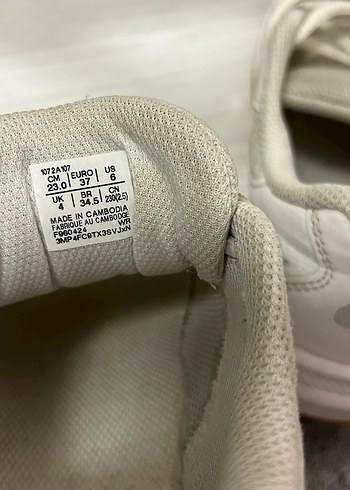 1072A107
CM EURO US
23.0 37 6
UK BR CN
4 34.5 230(2.5)
MADE IN CAMBODIA
FABRIQUE AU CAMBODGE
F960424 WR
3MP4FC9TX3SVJxN